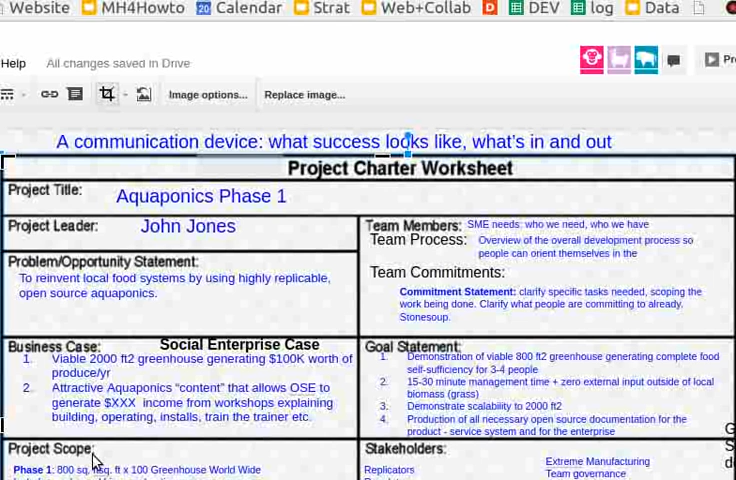 Website MH4Howto 20 Calendar Strat Web+Collab D DEV log Data
Help All changes saved in Drive
Image options... Replace image...
A communication device: what success looks like, what's in and out
Project Charter Worksheet
Project Title: Aquaponics Phase 1
Project Leader: John Jones
Team Members: SME needs: who we need, who we have
Team Process: Overview of the overall development process so
people can orient themselves in the
Team Commitments:
Commitment Statement: clarify specific tasks needed, scoping the
work being done. Clarify what people are committing to already.
Stonesoup.
Problem/Opportunity Statement:
To reinvent local food systems by using highly replicable,
open source aquaponics.
Business Case: Social Enterprise Case
1. Viable 2000 ft2 greenhouse generating $100K worth of
produce/yr
2. Attractive Aquaponics “content” that allows OSE to
generate $XXX income from workshops explaining
building, operating, installs, train the trainer etc.
Goal Statement:
1. Demonstration of viable 800 ft2 greenhouse generating complete food
self-sufficiency for 3-4 people
2. 15-30 minute management time + zero external input outside of local
biomass (grass)
3. Demonstrate scalability to 2000 ft2
4. Production of all necessary open source documentation for the
product - service system and for the enterprise
Project Scope:
Phase 1: 800 sq. ft x 100 Greenhouse World Wide
Stakeholders:
Replicators
Extreme Manufacturing
Team governance